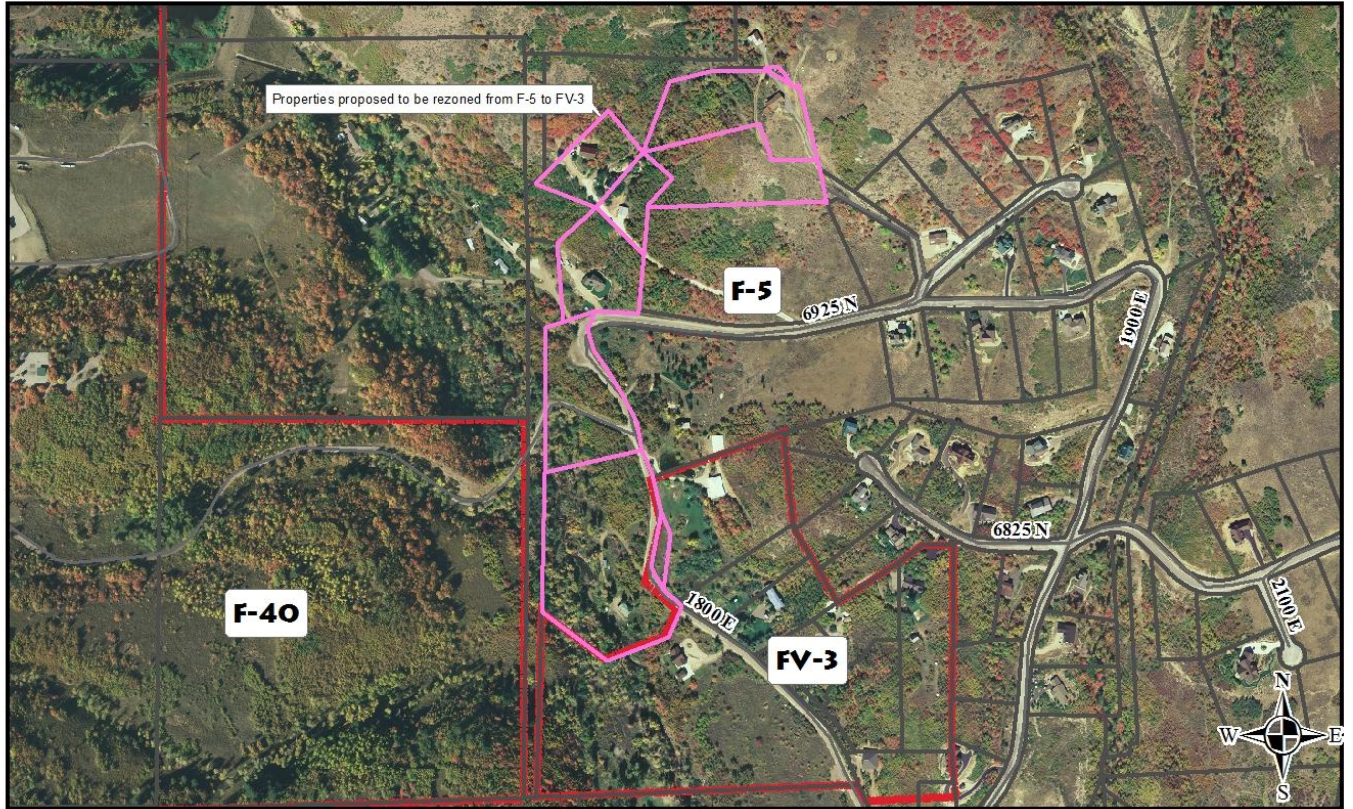 Properties proposed to be rezoned from F-5 to FV-3
F-5
6925 N
1900 E
6825 N
2100 E
F-40
1800 E
FV-3
N
W
E
S